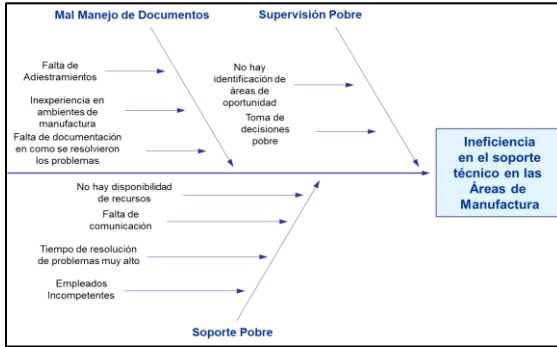 Mal Manejo de Documentos
Supervisión Pobre
Falta de
Adiestramientos
Inexperiencia en
ambientes de
manufactura
Falta de documentación
en como se resolvieron
los problemas
No hay
identificación de
áreas de
oportunidad
Toma de
decisiones
pobre
Ineficiencia
en el soporte
técnico en las
Áreas de
Manufactura
No hay disponibilidad
de recursos
Falta de
comunicación
Tiempo de resolución
de problemas muy alto
Empleados
Incompetentes
Soporte Pobre